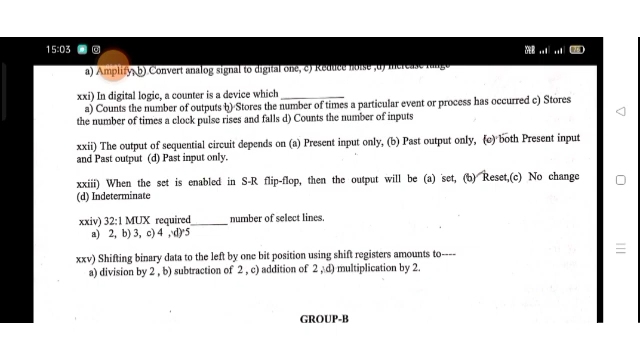 15:03
a) Amplify, b) Convert analog signal to digital one, c) Reduce noise ,d) increase range
xxi) In digital logic, a counter is a device which ___________
a) Counts the number of outputs b) Stores the number of times a particular event or process has occurred c) Stores
the number of times a clock pulse rises and falls d) Counts the number of inputs
xxii) The output of sequential circuit depends on (a) Present input only, (b) Past output only, (c) both Present input
and Past output (d) Past input only.
xxiii) When the set is enabled in S-R flip-flop, then the output will be (a) set, (b) Reset,(c) No change
(d) Indeterminate
xxiv) 32:1 MUX required_______ number of select lines.
a) 2, b) 3, c) 4 , d) 5
xxv) Shifting binary data to the left by one bit position using shift registers amounts to----
a) division by 2 , b) subtraction of 2 , c) addition of 2 , d) multiplication by 2.
GROUP-B